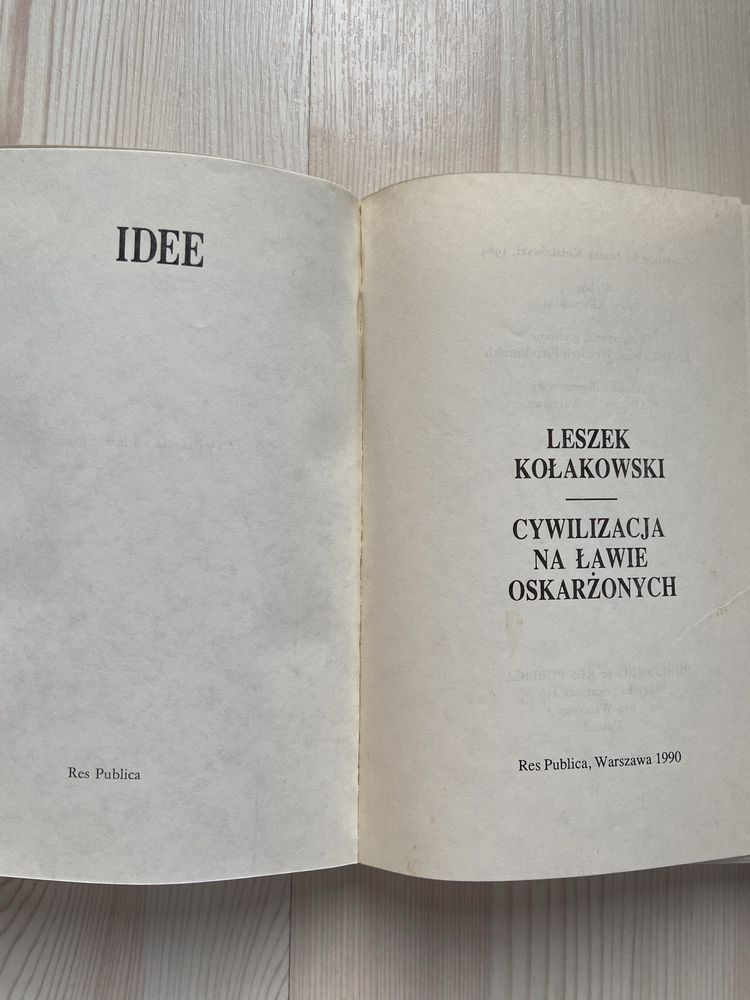 IDEE
Res Publica
LESZEK
KOŁAKOWSKI
CYWILIZACJA
NA ŁAWIE
OSKARŻONYCH
Res Publica, Warszawa 1990